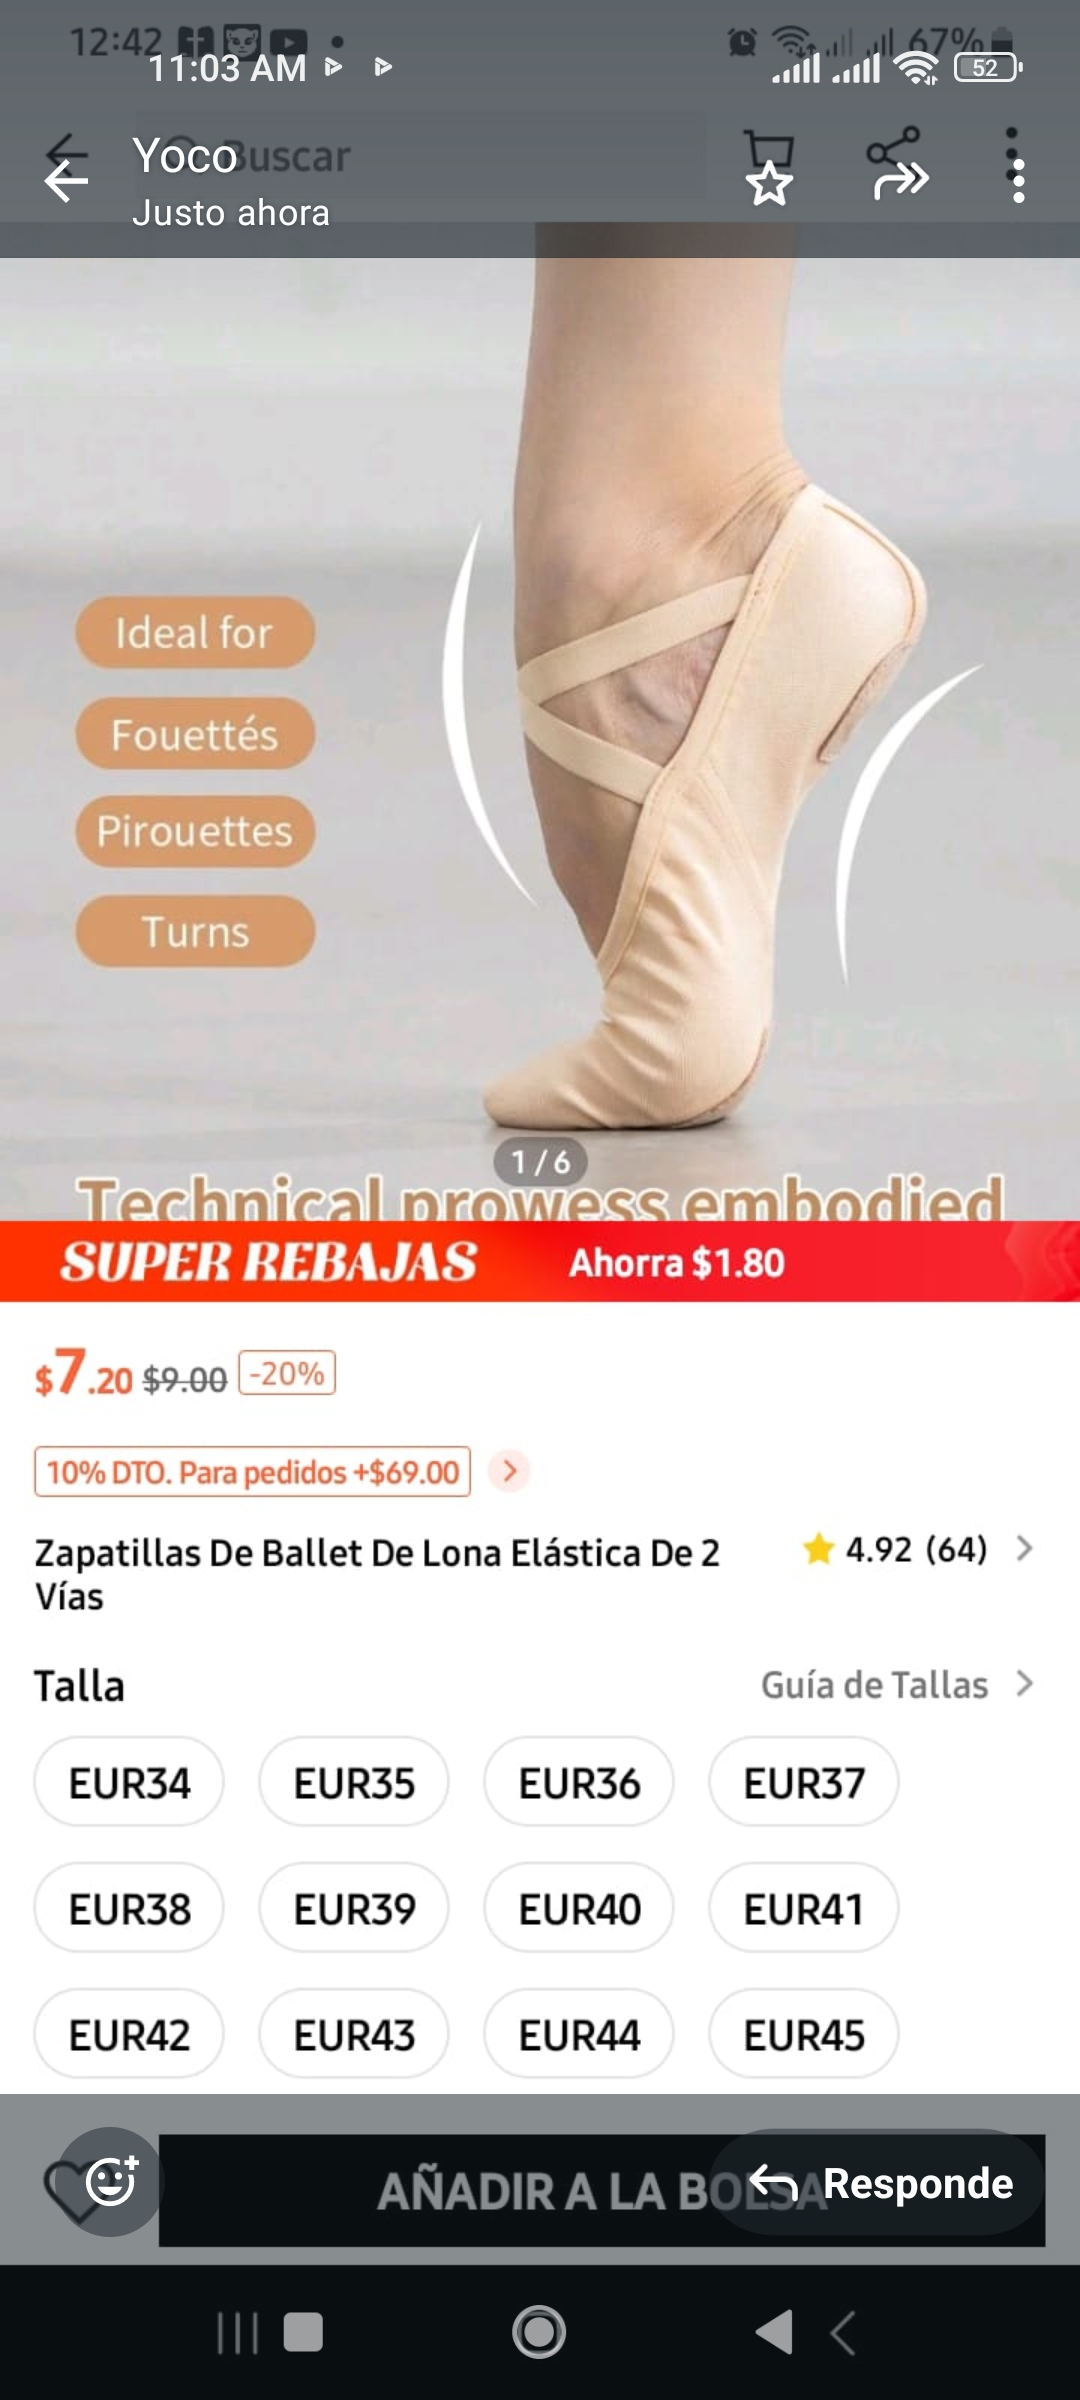 12:42
67%
11:03 AM
52
Buscar
Yoco
Justo ahora
Ideal for
Fouettés
Pirouettes
Turns
1 / 6
Technical prowess embodied
SUPER REBAJAS Ahorra $1.80
$7.20 $9.00 -20%
10% DTO. Para pedidos +$69.00
Zapatillas De Ballet De Lona Elástica De 2
Vías
4.92 (64)
Talla Guía de Tallas
EUR34 EUR35 EUR36 EUR37
EUR38 EUR39 EUR40 EUR41
EUR42 EUR43 EUR44 EUR45
AÑADIR A LA BOLSA
Responde